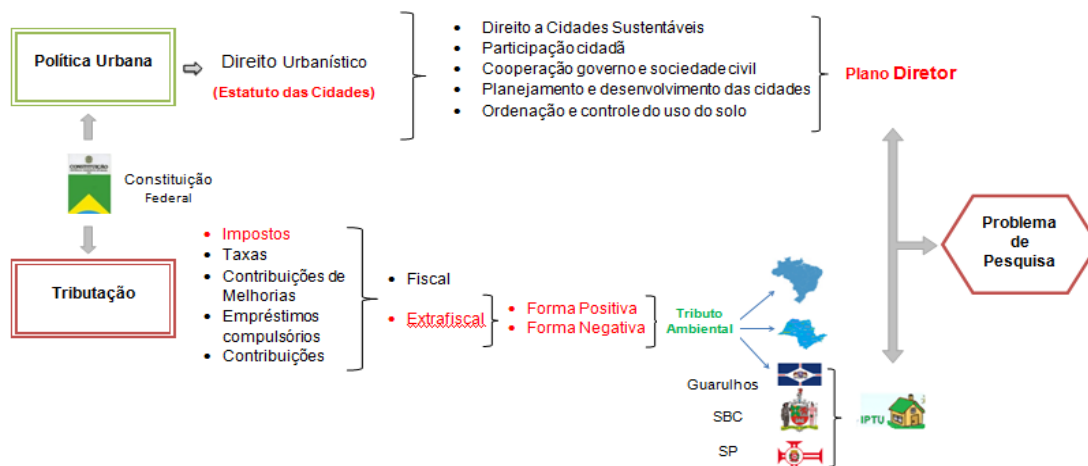 Política Urbana
Direito Urbanístico
(Estatuto das Cidades)
• Direito a Cidades Sustentáveis
• Participação cidadã
• Cooperação governo e sociedade civil
• Planejamento e desenvolvimento das cidades
• Ordenação e controle do uso do solo
Plano Diretor
CONSTITUIÇÃO
Constituição
Federal
Tributação
• Impostos
• Taxas
• Contribuições de
Melhorias
• Empréstimos
compulsórios
• Contribuições
• Fiscal
• Extrafiscal
• Forma Positiva
• Forma Negativa
Tributo
Ambiental
Guarulhos
SBC
SP
IPTU
Problema
de
Pesquisa